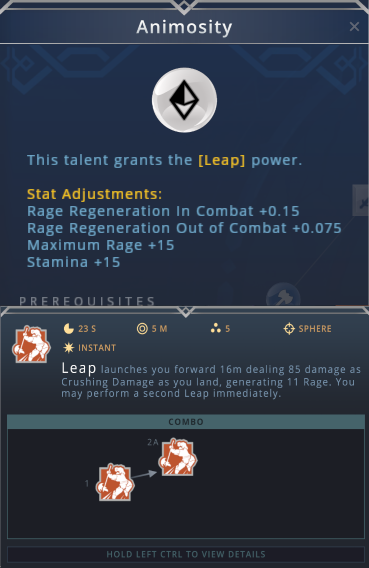 Animosity
This talent grants the [Leap] power.
Stat Adjustments:
Rage Regeneration In Combat +0.15
Rage Regeneration Out of Combat +0.075
Maximum Rage +15
Stamina +15
PREREQUISITES
23 S 5 M 5 SPHERE
INSTANT
Leap launches you forward 16m dealing 85 damage as
Crushing Damage as you land, generating 11 Rage. You
may perform a second Leap immediately.
COMBO
2A
1
HOLD LEFT CTRL TO VIEW DETAILS